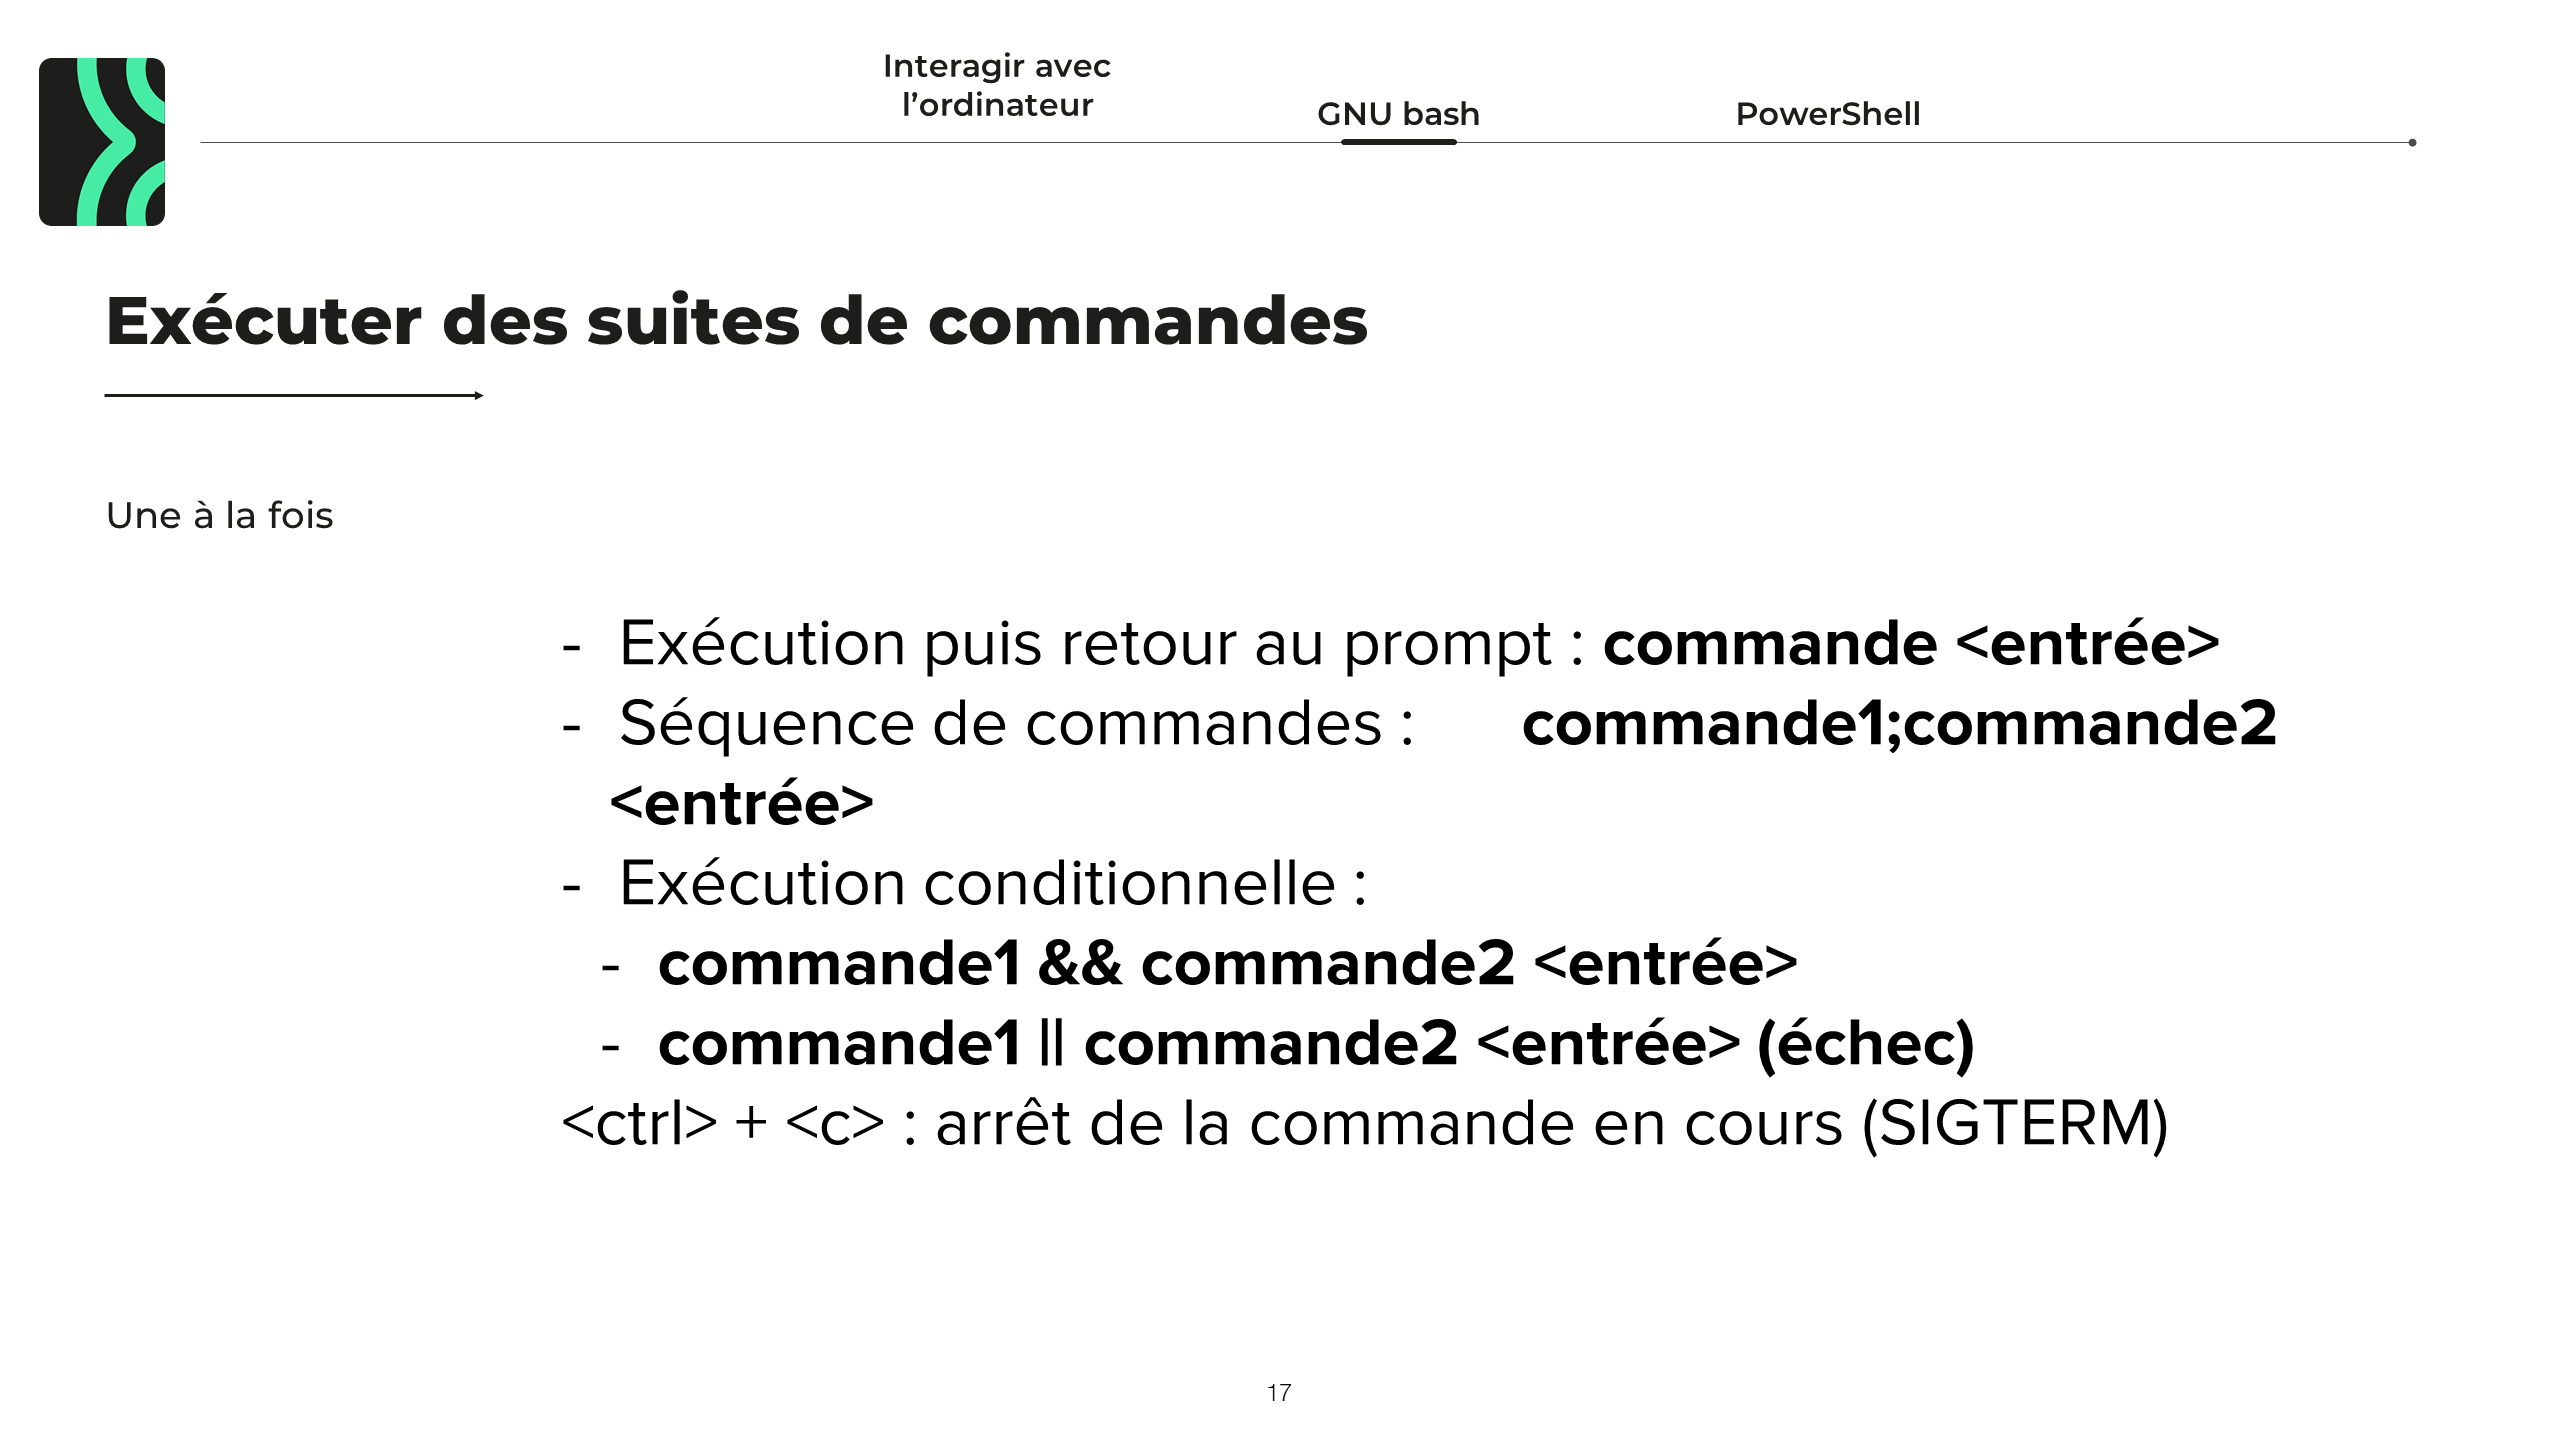 Interagir avec
l’ordinateur
GNU bash
PowerShell
Exécuter des suites de commandes
Une à la fois
- Exécution puis retour au prompt : commande <entrée>
- Séquence de commandes : commande1;commande2
<entrée>
- Exécution conditionnelle :
- commande1 && commande2 <entrée>
- commande1 || commande2 <entrée> (échec)
<ctrl> + <c> : arrêt de la commande en cours (SIGTERM)
17